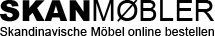 SKANMØBLER
Skandinavische Möbel online bestellen